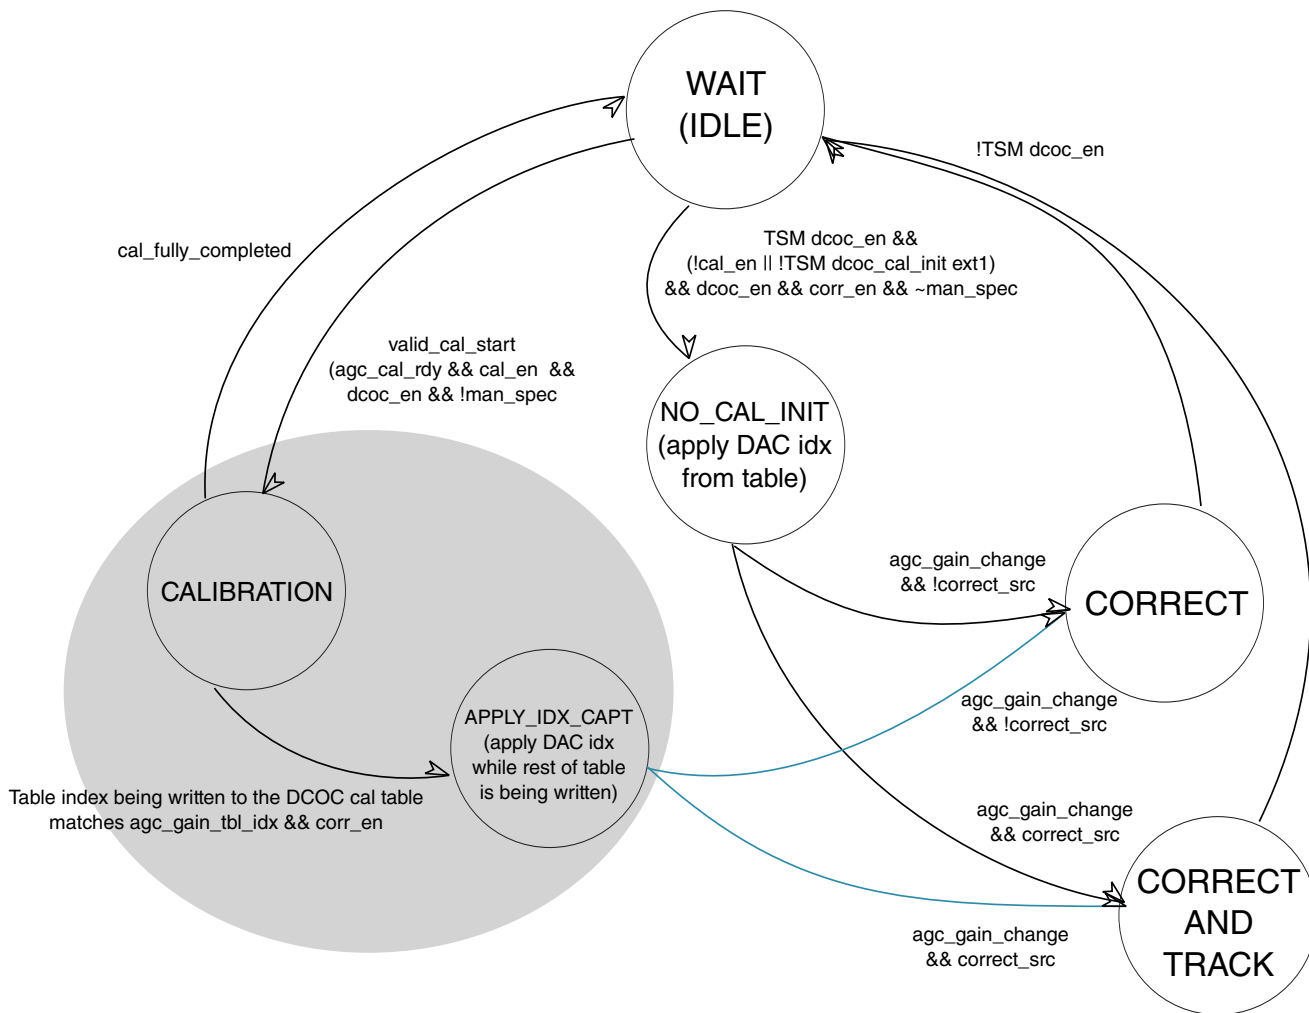 WAIT
(IDLE)
!TSM dcoc_en
cal_fully_completed
TSM dcoc_en &&
(!cal_en || !TSM dcoc_cal_init ext1)
&& dcoc_en && corr_en && ~man_spec
valid_cal_start
(agc_cal_rdy && cal_en &&
dcoc_en && !man_spec
NO_CAL_INIT
(apply DAC idx
from table)
agc_gain_change
&& !correct_src
CALIBRATION
CORRECT
APPLY_IDX_CAPT
(apply DAC idx
while rest of table
is being written)
agc_gain_change
&& !correct_src
Table index being written to the DCOC cal table
matches agc_gain_tbl_idx && corr_en
agc_gain_change
&& correct_src
CORRECT
AND
TRACK
agc_gain_change
&& correct_src